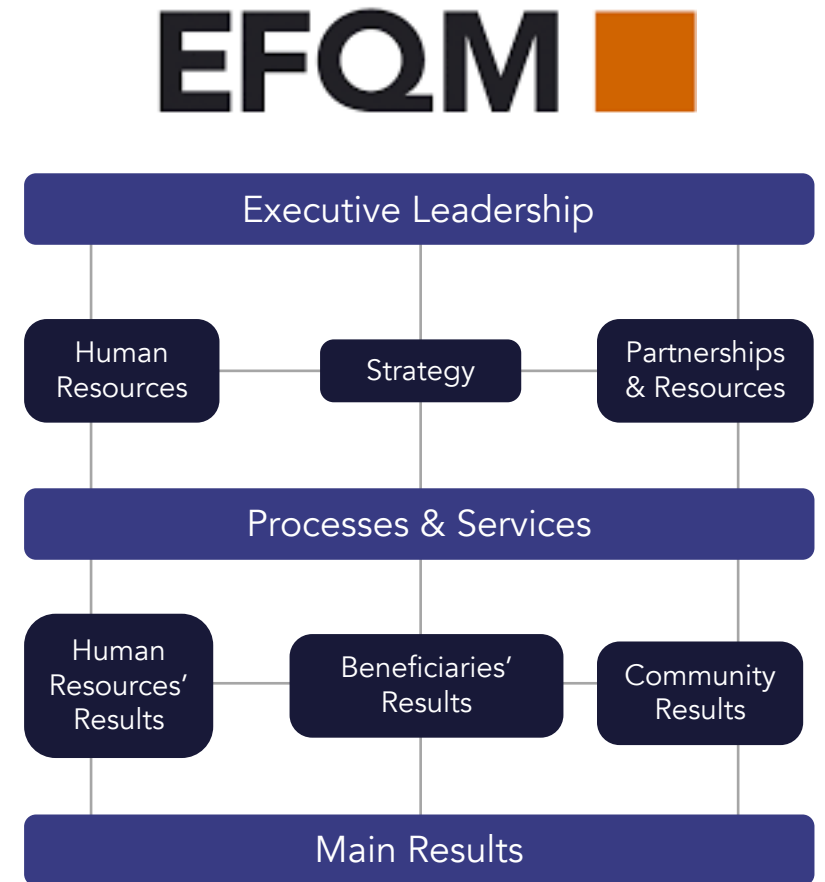 EFQM
Executive Leadership
Human
Resources
Strategy
Partnerships
& Resources
Processes & Services
Human
Resources’
Results
Beneficiaries’
Results
Community
Results
Main Results